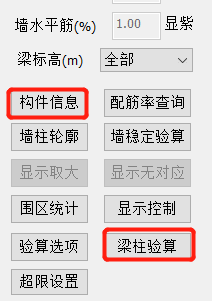 墙水平筋(mm) 1.00 显紫
梁标高(m) 全部
构件信息 配筋率查询
墙柱轮廓 墙稳定验算
显示取大 显示无对应
围区统计 显示控制
验算选项 梁柱验算
超限设置